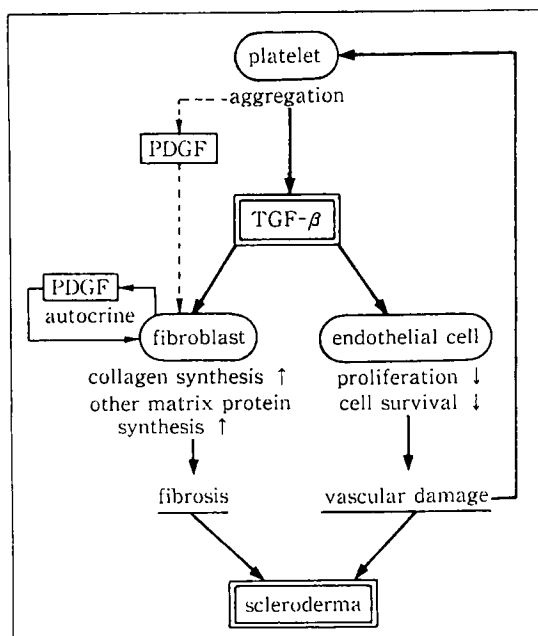 platelet
aggregation
PDGF
TGF-β
PDGF
autocrine
fibroblast
endothelial cell
collagen synthesis ↑
other matrix protein
synthesis ↑
proliferation ↓
cell survival ↓
fibrosis
vascular damage
scleroderma